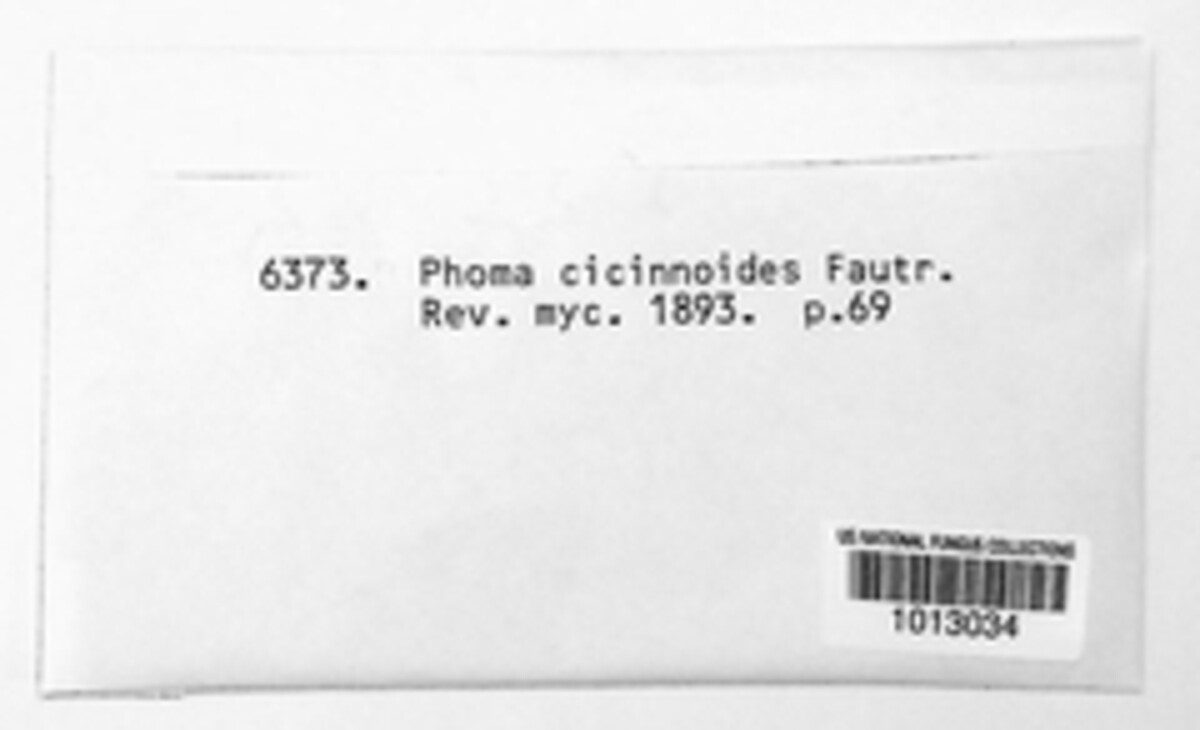 6373. Phoma cicinnoides Fautr.
Rev. myc. 1893. p.69
US NATIONAL FUNGUS COLLECTIONS
1013034